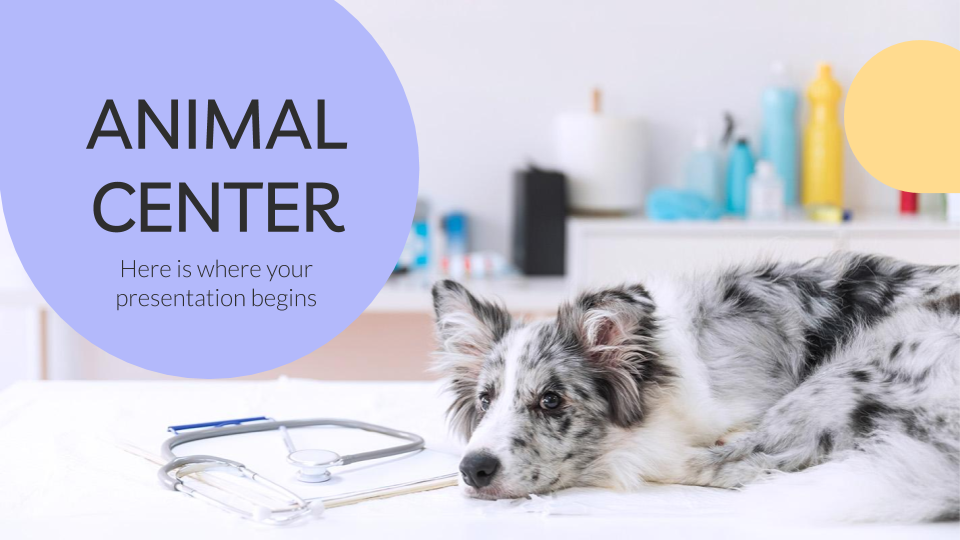 ANIMAL
CENTER
Here is where your
presentation begins